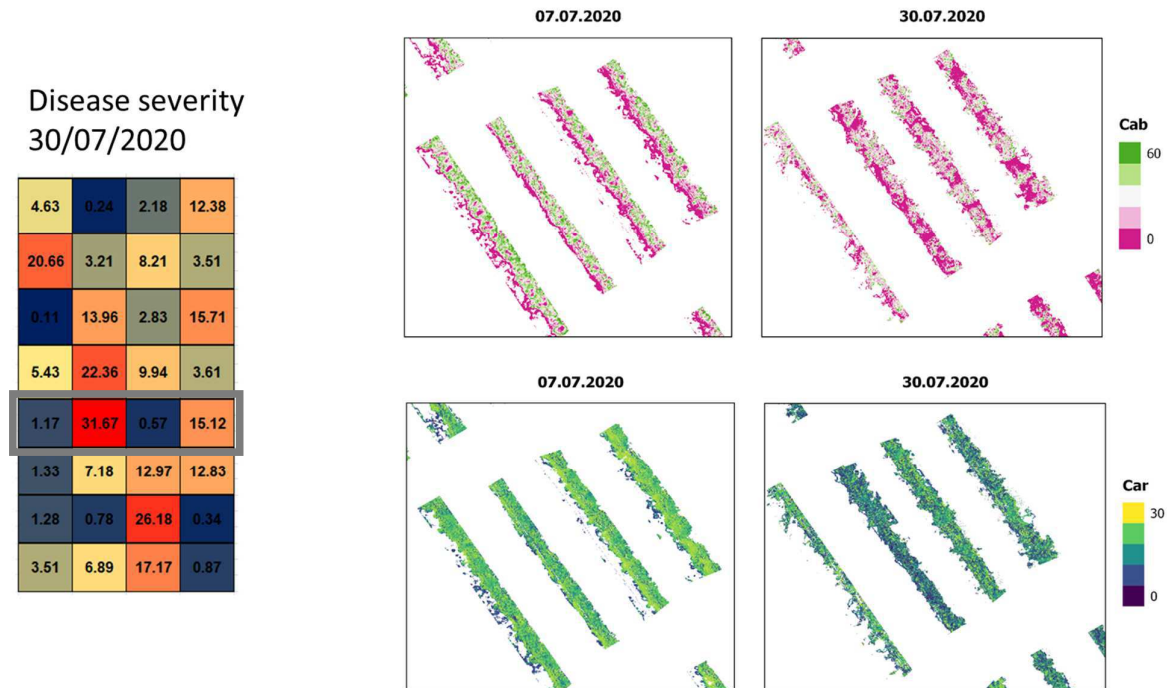 Disease severity
30/07/2020
4.63 0.24 2.18 12.38
20.66 3.21 8.21 3.51
0.11 13.96 2.83 15.71
5.43 22.36 9.94 3.61
1.17 31.67 0.57 15.12
1.33 7.18 12.97 12.83
1.28 0.78 26.18 0.34
3.51 6.89 17.17 0.87
07.07.2020
30.07.2020
Cab
60
0
07.07.2020
30.07.2020
Car
30
0